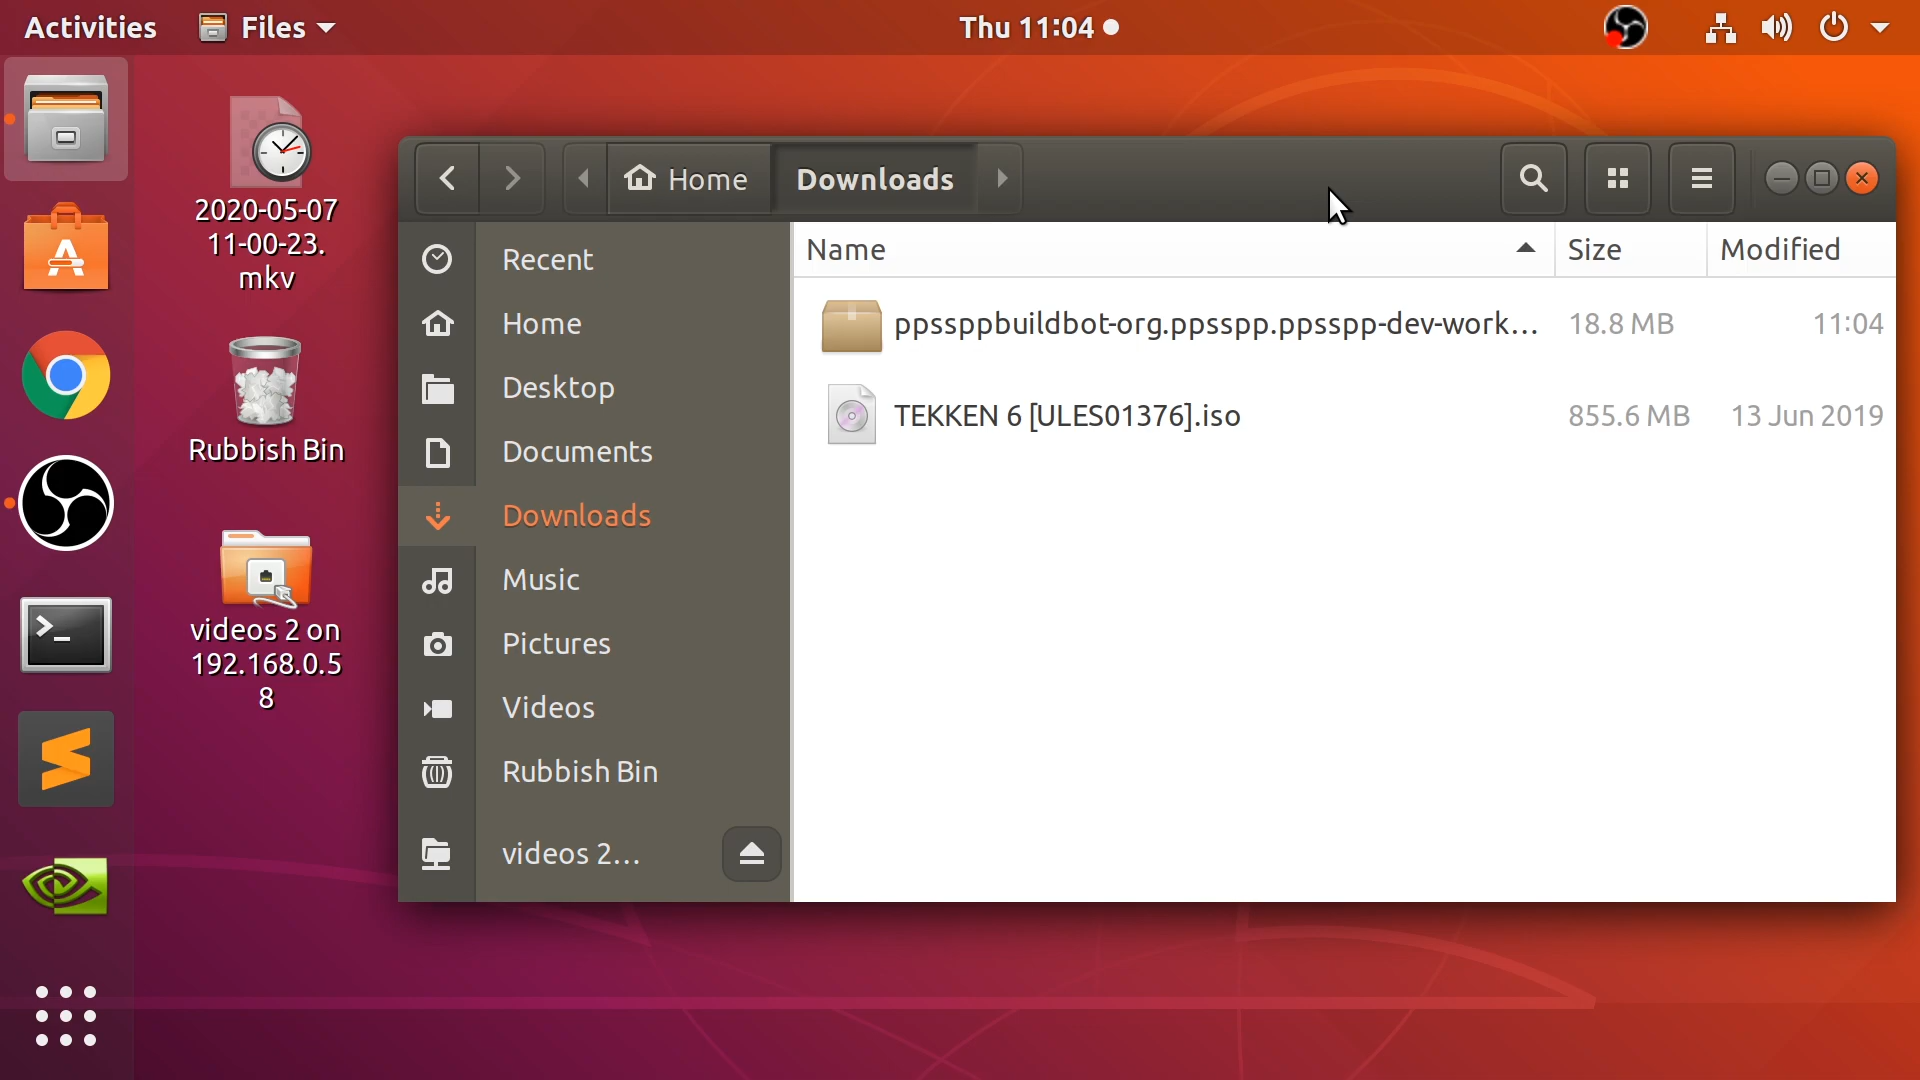 Activities
Files
Thu 11:04
2020-05-07
11-00-23.
mkv
Rubbish Bin
videos 2 on
192.168.0.5
8
Home
Downloads
Recent
Home
Desktop
Documents
Downloads
Music
Pictures
Videos
Rubbish Bin
videos 2...
Name
Size
Modified
ppssppbuildbot-org.ppsspp.ppsspp-dev-work...
18.8 MB
11:04
TEKKEN 6 [ULES01376].iso
855.6 MB
13 Jun 2019